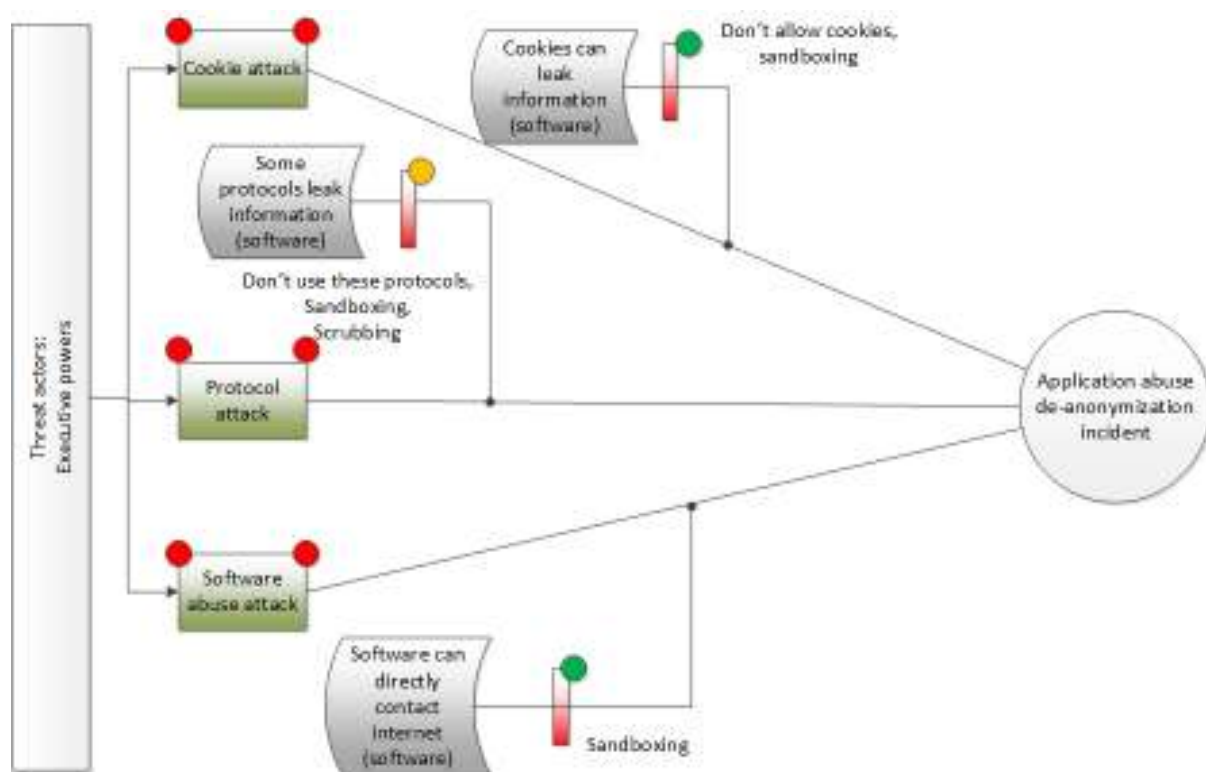 Threat actors:
Executive powers
Cookie attack
Cookies can
leak
information
(software)
Don't allow cookies,
sandboxing
Some
protocols leak
information
(software)
Don't use these protocols,
Sandboxing,
Scrubbing
Protocol
attack
Application abuse
de-anonymization
incident
Software
abuse attack
Software can
directly
contact
internet
(software)
Sandboxing